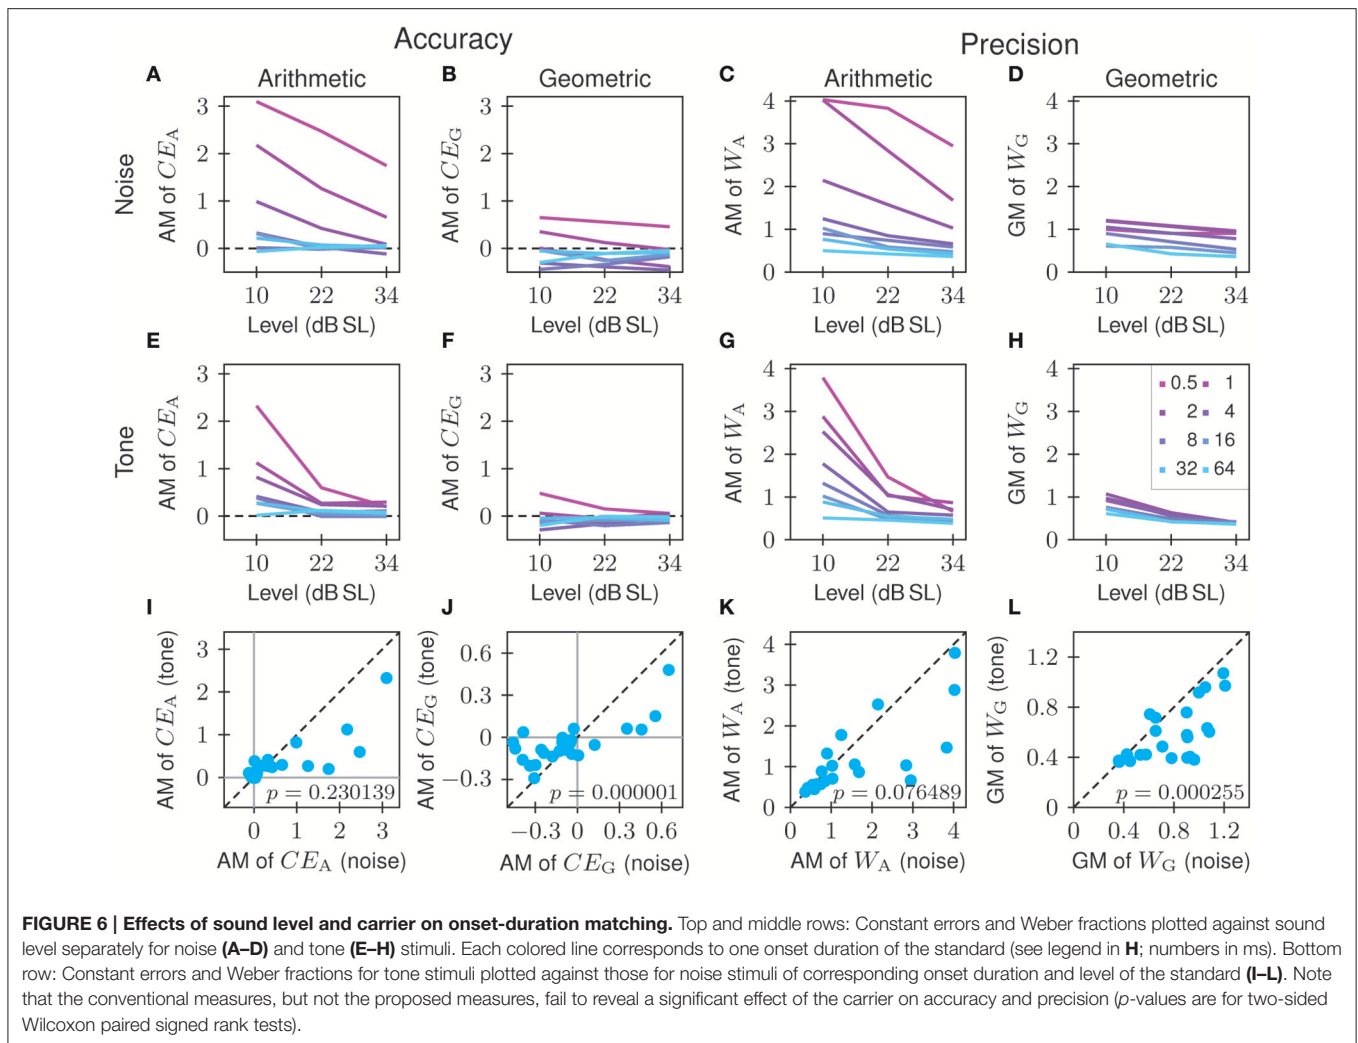 Accuracy
Precision
A
Arithmetic
B
Geometric
C
Arithmetic
D
Geometric
Noise
AM of CE_A
3
2
1
0
10 22 34
Level (dB SL)
AM of CE_G
3
2
1
0
10 22 34
Level (dB SL)
AM of W_A
4
3
2
1
0
10 22 34
Level (dB SL)
GM of W_G
4
3
2
1
0
10 22 34
Level (dB SL)
E
F
G
H
Tone
AM of CE_A
3
2
1
0
10 22 34
Level (dB SL)
AM of CE_G
3
2
1
0
10 22 34
Level (dB SL)
AM of W_A
4
3
2
1
0
10 22 34
Level (dB SL)
GM of W_G
4
3
2
1
0
0.5 1
2 4
8 16
32 64
10 22 34
Level (dB SL)
I
J
K
L
AM of CE_A (tone)
3
2
1
0
p = 0.230139
0 1 2 3
AM of CE_A (noise)
AM of CE_G (tone)
0.6
0.3
0
−0.3
p = 0.000001
−0.3 0 0.3 0.6
AM of CE_G (noise)
AM of W_A (tone)
4
3
2
1
0
p = 0.076489
0 1 2 3 4
AM of W_A (noise)
GM of W_G (tone)
1.2
0.8
0.4
0
p = 0.000255
0 0.4 0.8 1.2
GM of W_G (noise)
FIGURE 6 | Effects of sound level and carrier on onset-duration matching. Top and middle rows: Constant errors and Weber fractions plotted against sound
level separately for noise (A–D) and tone (E–H) stimuli. Each colored line corresponds to one onset duration of the standard (see legend in H; numbers in ms). Bottom
row: Constant errors and Weber fractions for tone stimuli plotted against those for noise stimuli of corresponding onset duration and level of the standard (I–L). Note
that the conventional measures, but not the proposed measures, fail to reveal a significant effect of the carrier on accuracy and precision (p-values are for two-sided
Wilcoxon paired signed rank tests).